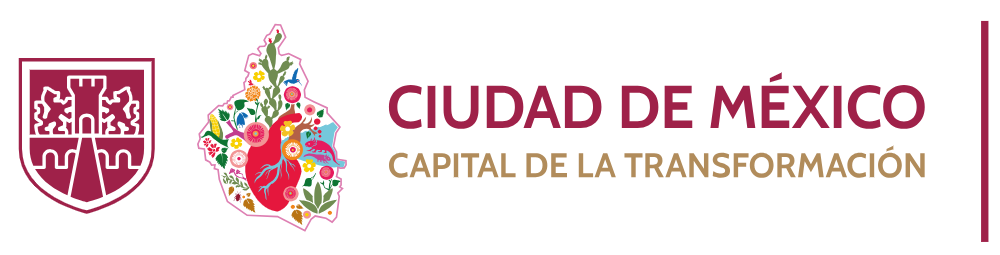 CIUDAD DE MÉXICO
CAPITAL DE LA TRANSFORMACIÓN